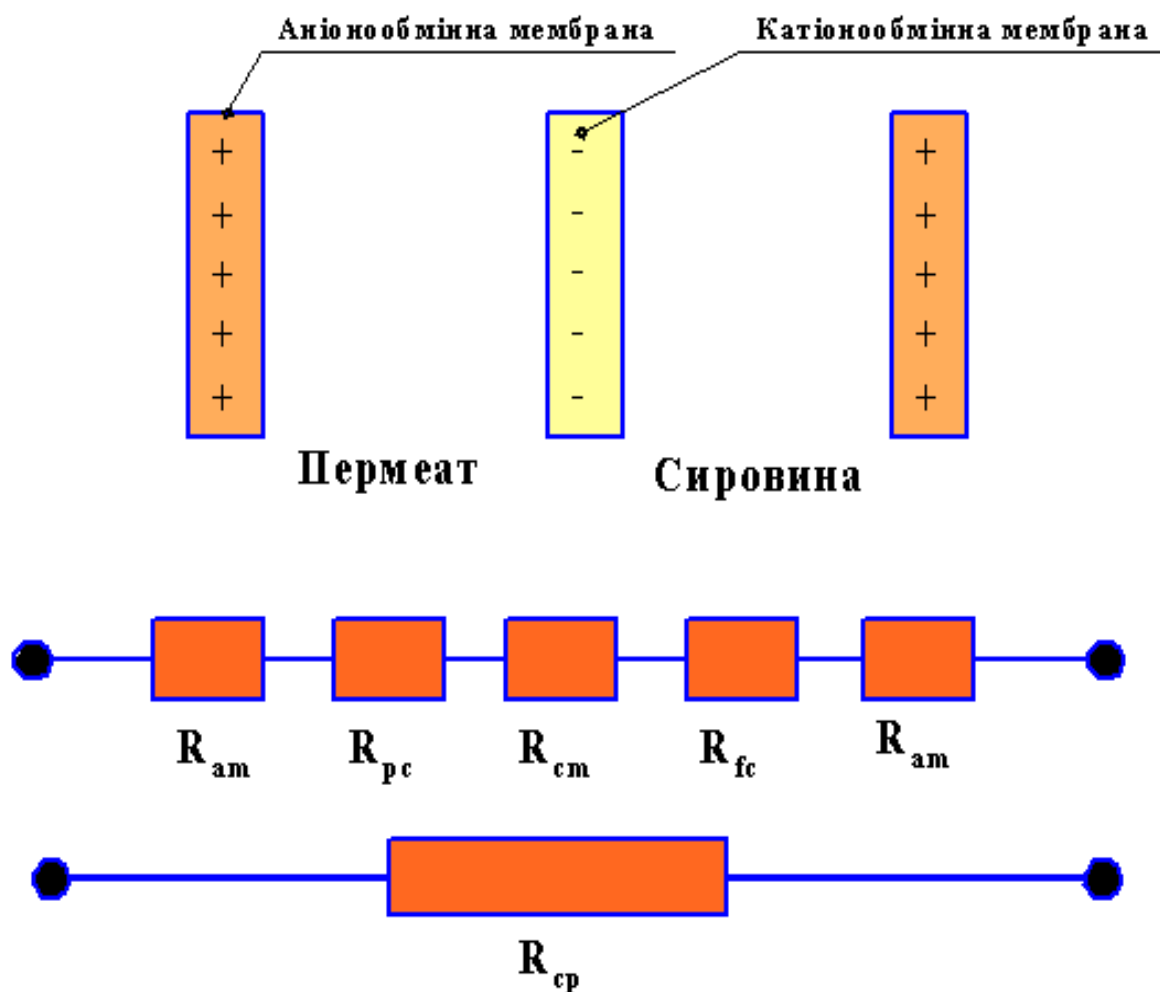 Аніонообмінна мембрана Катіонообмінна мембрана
+ - +
+ - +
+ - +
+ - +
+ - +
Пермеат Сировина
R am R pc R cm R fc R am
R cp